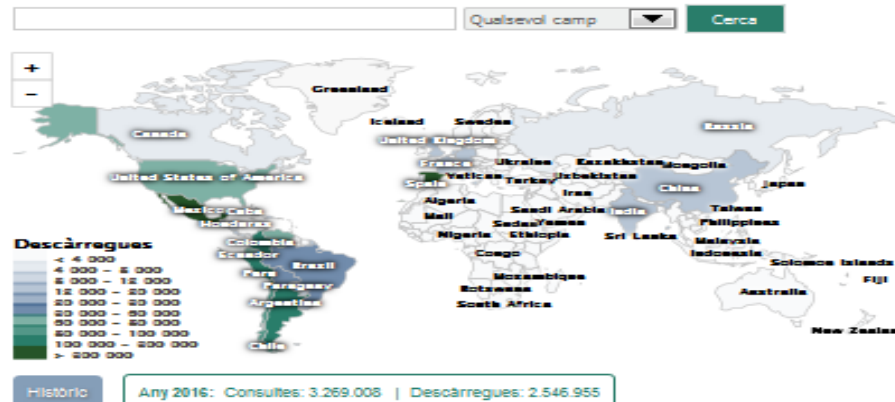 Qualsevol camp
Cerca
+
−
Greenland
Iceland
Sweden
Canada
Russia
United Kingdom
France
Ukraine
Kazakhstan
Mongolia
United States of America
Spain
Vatican
Turkey
Uzbekistan
China
Japan
Iran
Mexico
Cuba
Algeria
Saudi Arabia
India
Taiwan
Honduras
Mali
Sudan
Yemen
Philippines
Colombia
Nigeria
Ethiopia
Sri Lanka
Malaysia
Ecuador
Congo
Indonesia
Brazil
Solomon Islands
Peru
Mozambique
Fiji
Paraguay
Botswana
Australia
Argentina
South Africa
New Zealand
Chile
Descàrregues
< 4 000
Històric
Any 2016: Consultes: 3.269.008 | Descàrregues: 2.546.955